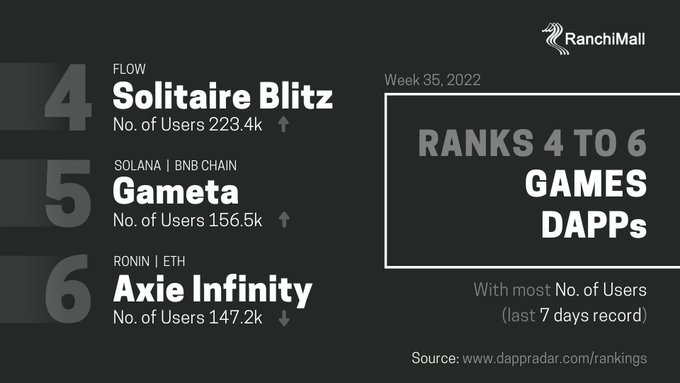 RanchiMall
4
FLOW
Solitaire Blitz
No. of Users 223.4k
5
SOLANA | BNB CHAIN
Gameta
No. of Users 156.5k
6
RONIN | ETH
Axie Infinity
No. of Users 147.2k
Week 35, 2022
RANKS 4 TO 6
GAMES
DAPPs
With most No. of Users
(last 7 days record)
Source: www.dappradar.com/rankings